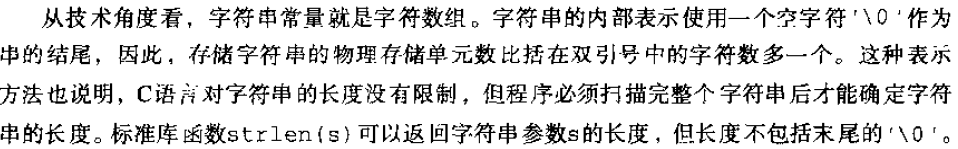 从技术角度看，字符串常量就是字符数组。字符串的内部表示使用一个空字符'\0'作为
串的结尾，因此，存储字符串的物理存储单元数比括在双引号中的字符数多一个。这种表示
方法也说明，C语言对字符串的长度没有限制，但程序必须扫描完整个字符串后才能确定字符
串的长度。标准库函数strlen(s)可以返回字符串参数s的长度，但长度不包括末尾的'\0'。